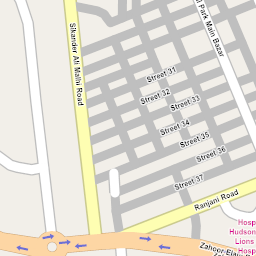 Sikander Ali Malhi Road
Park Main Bazar
Street 31
Street 32
Street 33
Street 34
Street 35
Street 36
Street 37
Ranjani Road
Hosp
Hudson
Lions
Hosp
Zaheer Elahi